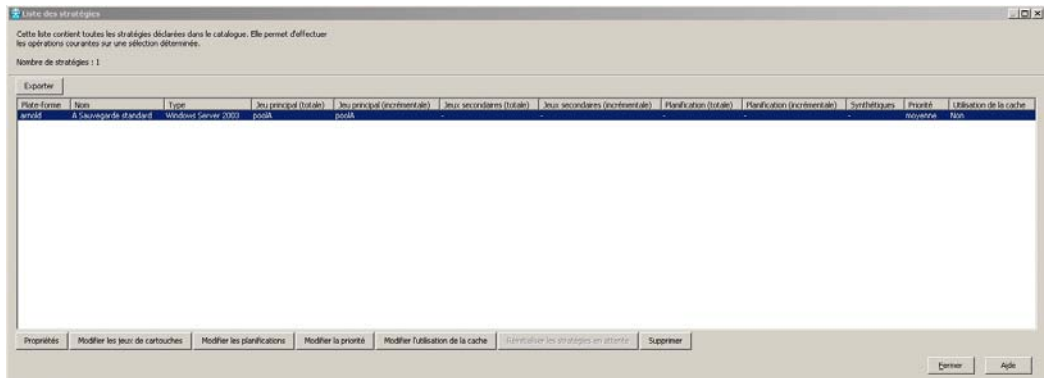 Liste des stratégies
Cette liste contient toutes les stratégies déclarées dans le catalogue. Elle permet d'effectuer
les opérations courantes sur une sélection déterminée.
Nombre de stratégies : 1
Exporter
Plate-forme Nom Type Jeu principal (totale) Jeu principal (incrémentale) Jeux secondaires (totale) Jeux secondaires (incrémentale) Planification (totale) Planification (incrémentale) Synthétiques Priorité Utilisation de la cache
arnold A Sauvegarde standard Windows Server 2003 poolA poolA - - - - - moyenne Non
Propriétés Modifier les jeux de cartouches Modifier les planifications Modifier la priorité Modifier l'utilisation de la cache Réinitialiser les stratégies en attente Supprimer
Fermer Aide